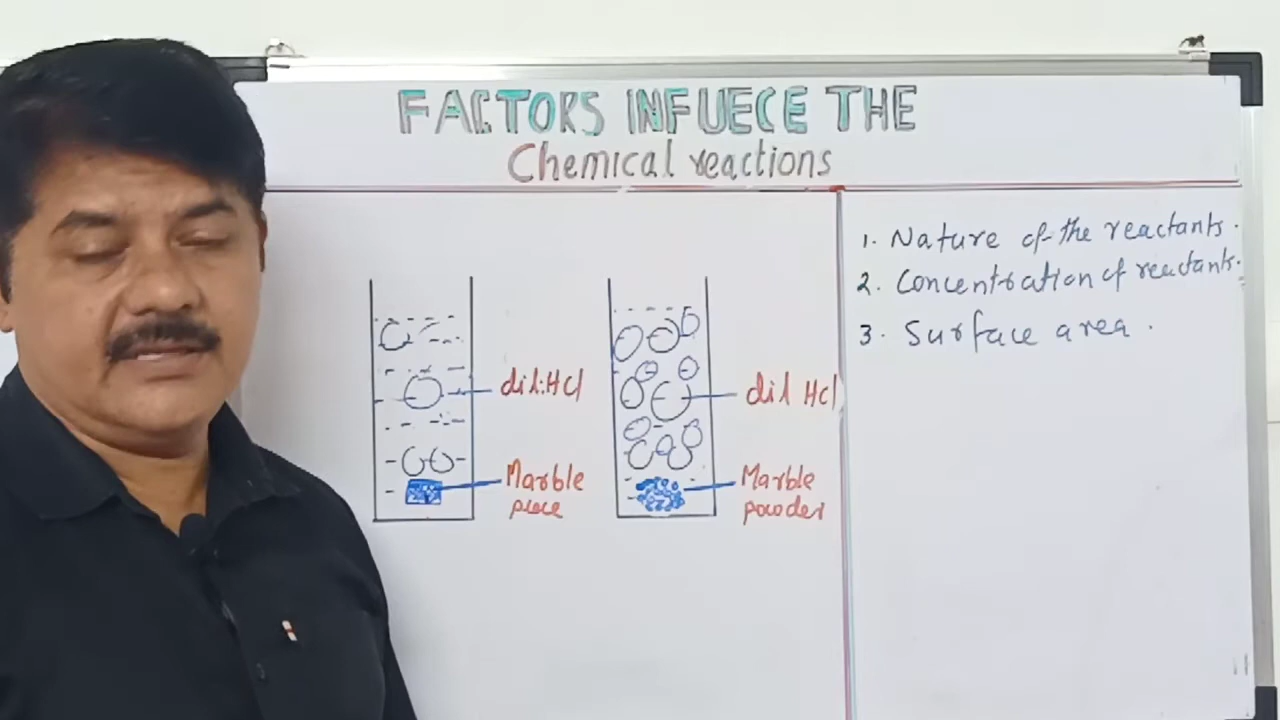 FACTORS INFUECE THE
Chemical reactions
dil:HCl
Marble
piece
dil HCl
Marble
powder
1. Nature of the reactants.
2. Concentration of reactants.
3. Surface area.